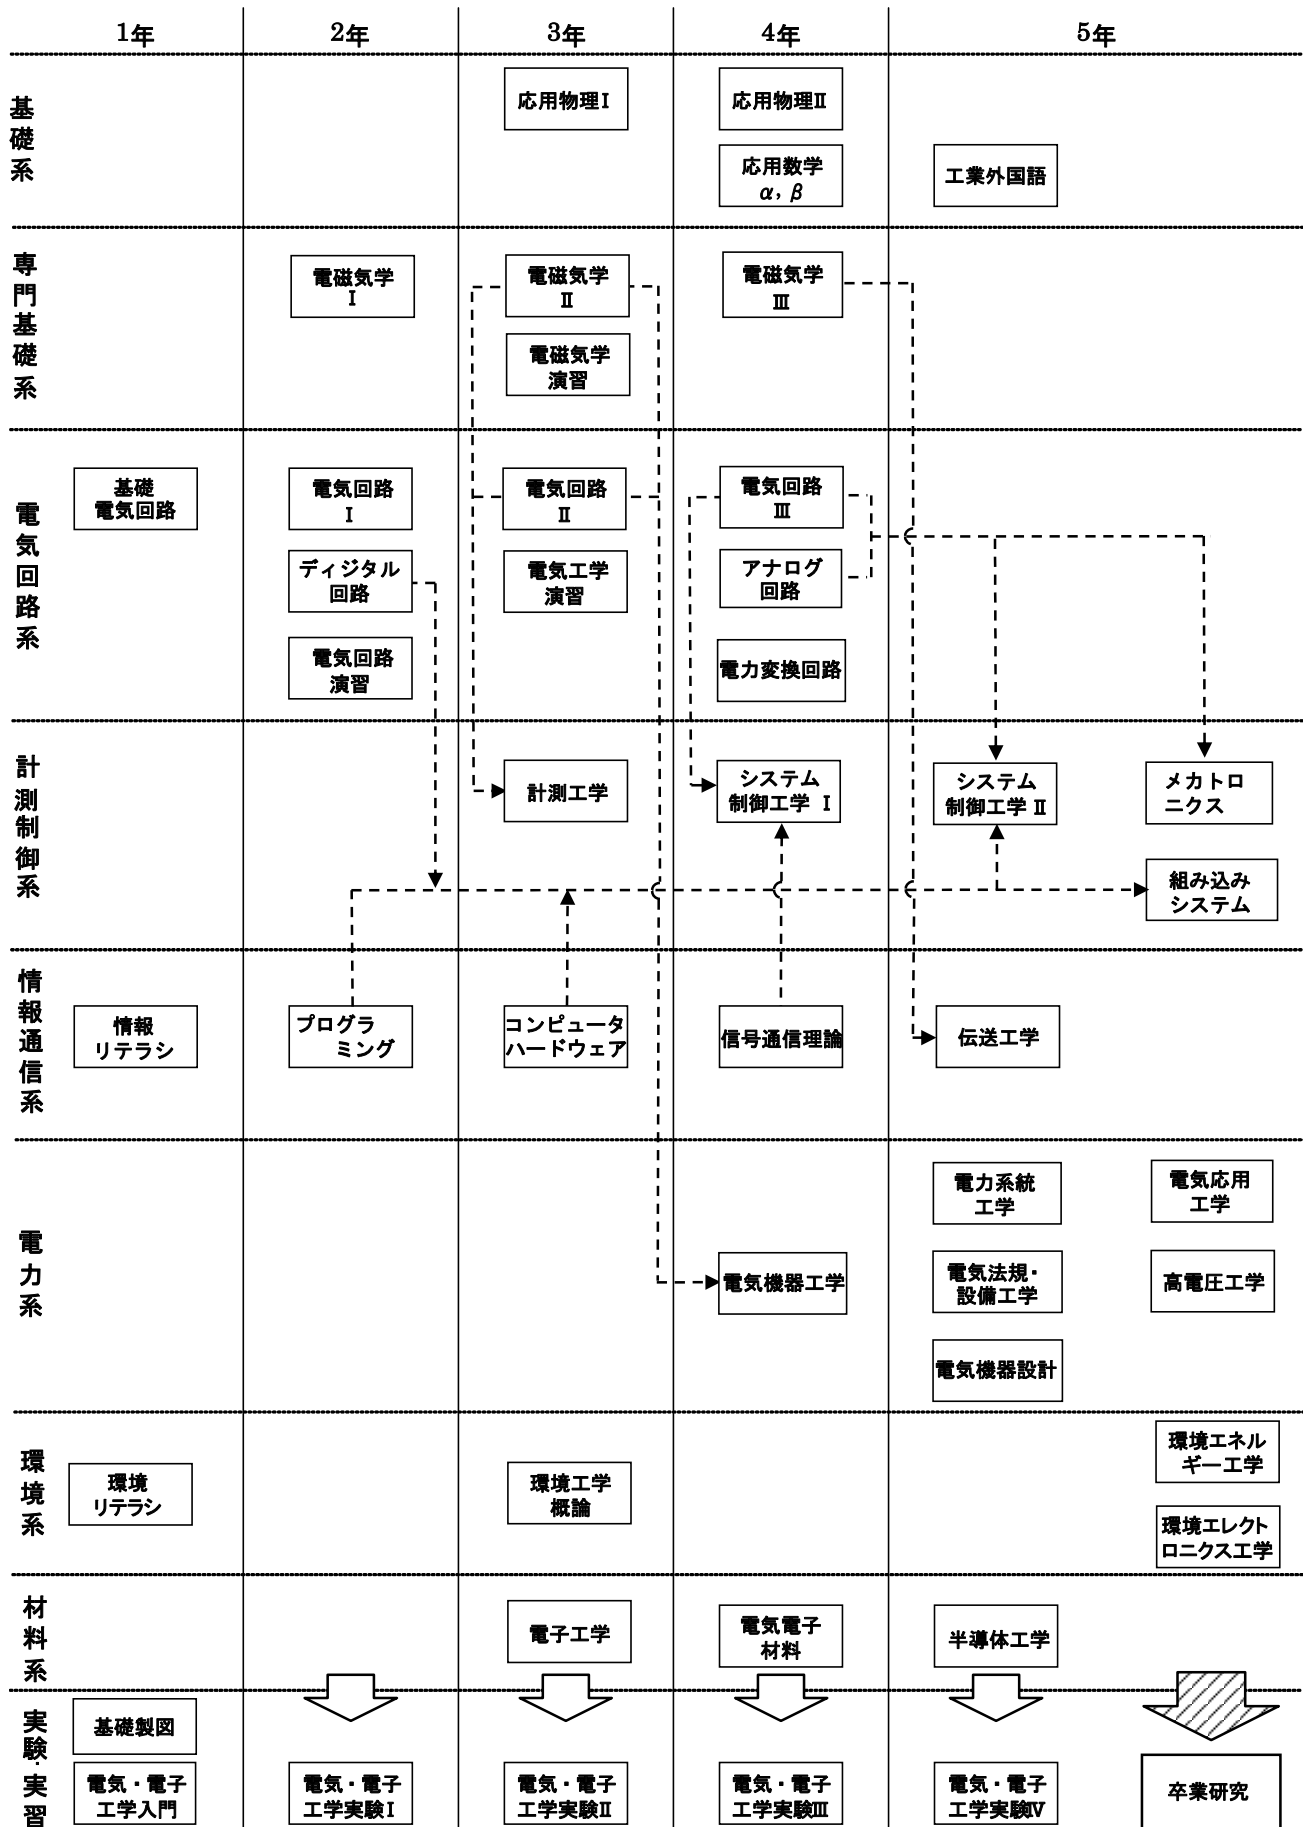 1年 2年 3年 4年 5年
基礎系
応用物理Ⅰ
応用物理Ⅱ
応用数学
α，β
工業外国語
専門基礎系
電磁気学
Ⅰ
電磁気学
Ⅱ
電磁気学
演習
電磁気学
Ⅲ
電気回路系
基礎
電気回路
電気回路
Ⅰ
ディジタル
回路
電気回路
演習
電気回路
Ⅱ
電気工学
演習
電気回路
Ⅲ
アナログ
回路
電力変換回路
計測制御系
計測工学
システム
制御工学 Ⅰ
システム
制御工学 Ⅱ
メカトロ
ニクス
組み込み
システム
情報通信系
情報
リテラシ
プログラ
ミング
コンピュータ
ハードウェア
信号通信理論
伝送工学
電力系
電気機器工学
電力系統
工学
電気法規・
設備工学
電気機器設計
電気応用
工学
高電圧工学
環境系
環境
リテラシ
環境工学
概論
環境エネル
ギー工学
環境エレクト
ロニクス工学
材料系
電子工学
電気電子
材料
半導体工学
実験・実習
基礎製図
電気・電子
工学入門
電気・電子
工学実験Ⅰ
電気・電子
工学実験Ⅱ
電気・電子
工学実験Ⅲ
電気・電子
工学実験Ⅳ
卒業研究